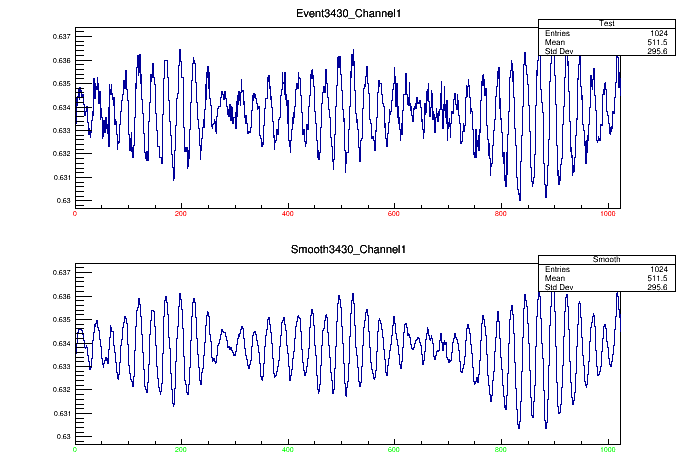 Event3430_Channel1
Test
Entries 1024
Mean 511.5
Std Dev 295.6
0.637
0.636
0.635
0.634
0.633
0.632
0.631
0.63
0 200 400 600 800 1000
Smooth3430_Channel1
Smooth
Entries 1024
Mean 511.5
Std Dev 295.6
0.637
0.636
0.635
0.634
0.633
0.632
0.631
0.63
0 200 400 600 800 1000